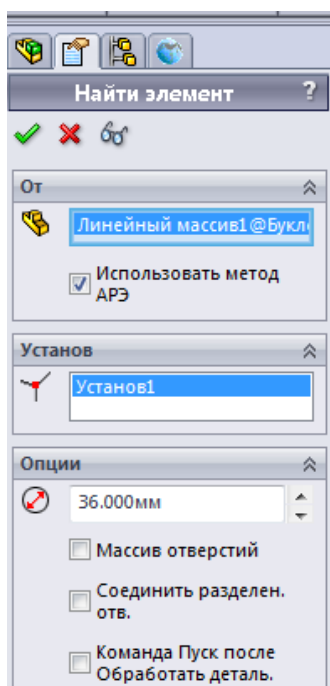 Найти элемент ?
От
Линейный массив1@Букл
Использовать метод
АРЭ
Установ
Установ1
Опции
36.000мм
Массив отверстий
Соединить разделен.
отв.
Команда Пуск после
Обработать деталь.